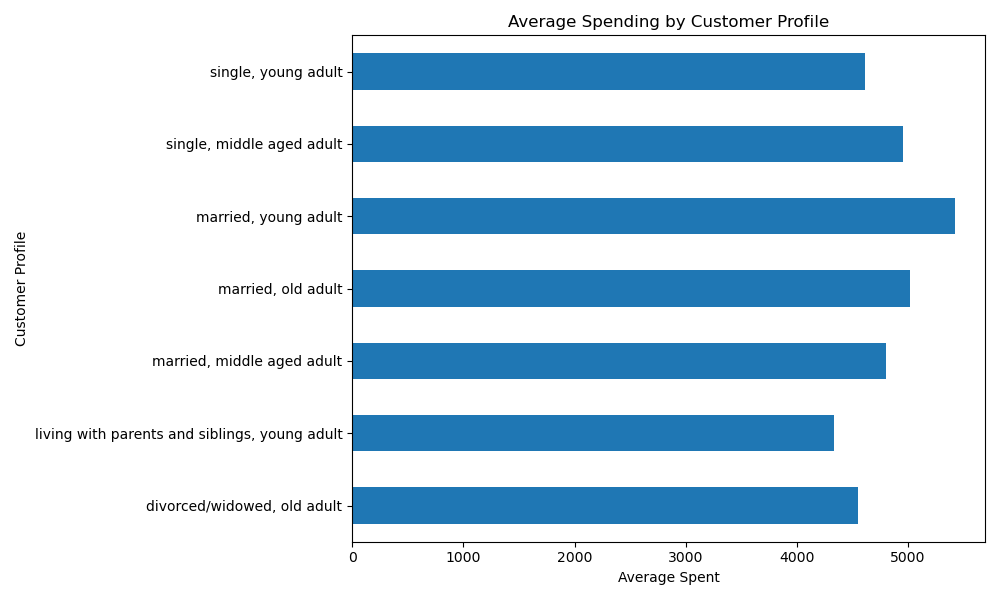 Average Spending by Customer Profile
Customer Profile
single, young adult
single, middle aged adult
married, young adult
married, old adult
married, middle aged adult
living with parents and siblings, young adult
divorced/widowed, old adult
0 1000 2000 3000 4000 5000
Average Spent